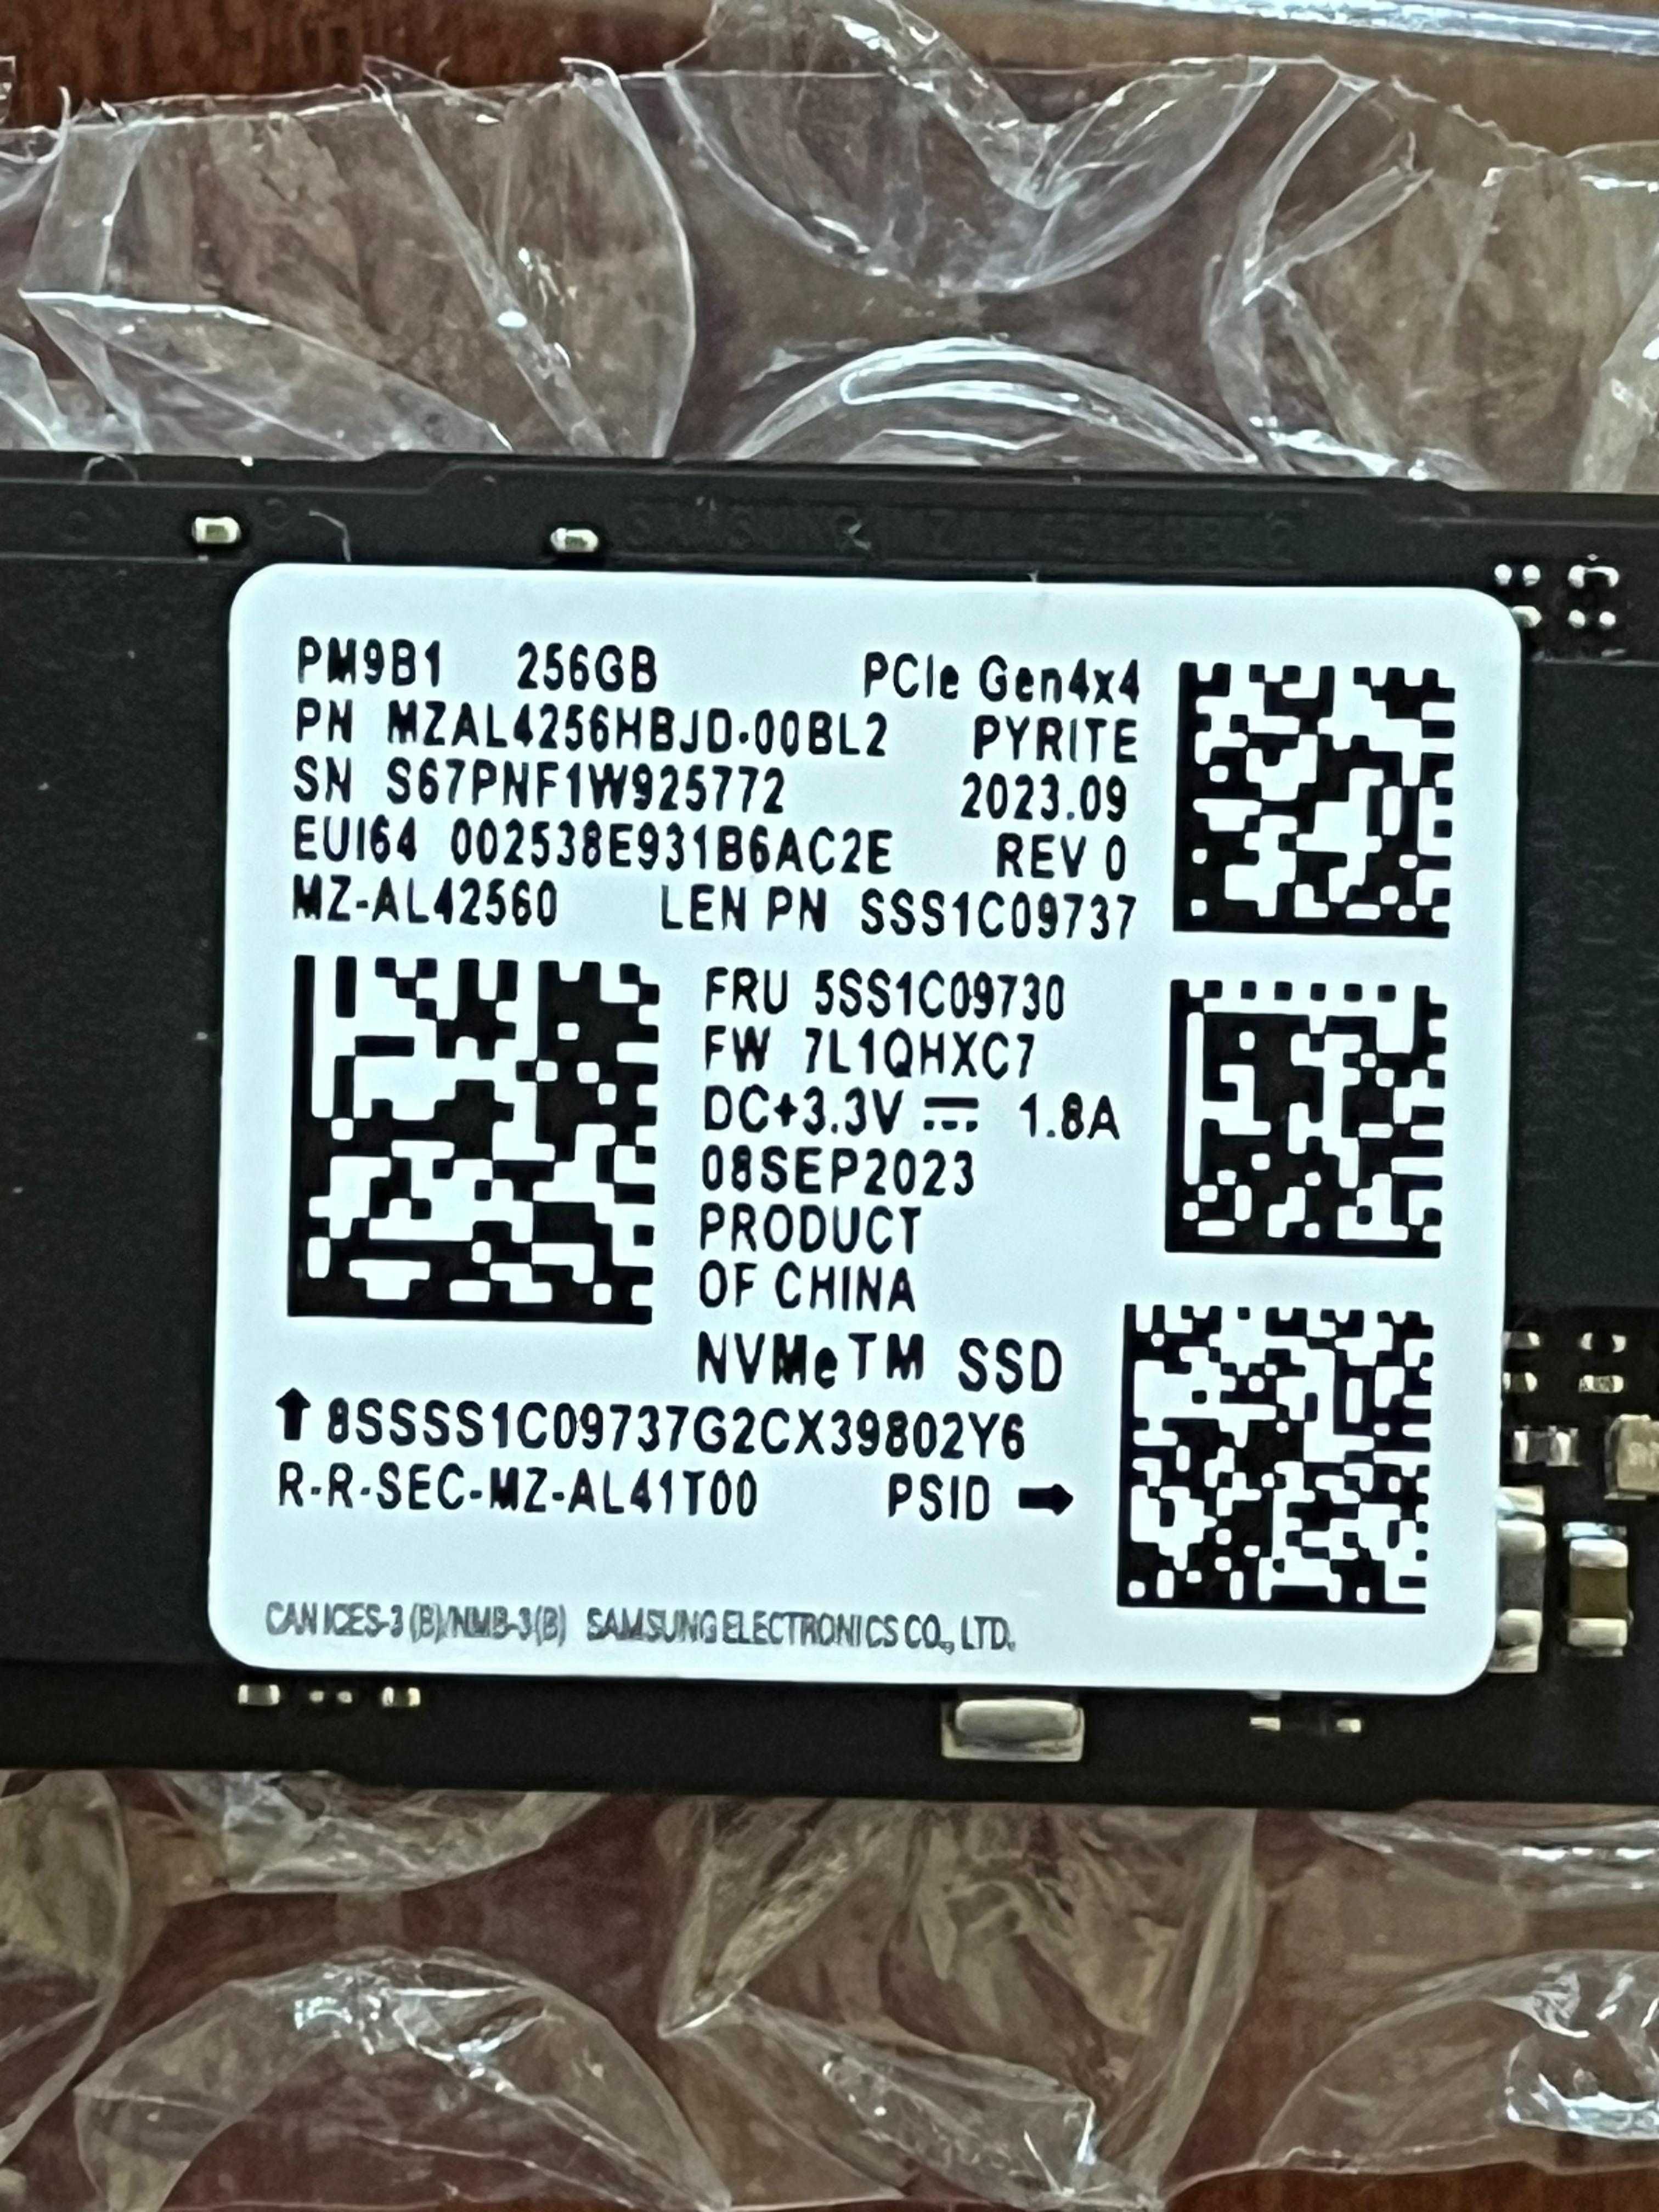 PM9B1 256GB PCIe Gen4x4
PN MZAL4256HBJD-00BL2 PYRITE
SN S67PNF1W925772 2023.09
EUI64 002538E931B6AC2E REV 0
MZ-AL42560 LEN PN SSS1C09737
FRU 5SS1C09730
FW 7L1QHXC7
DC+3.3V ⎓ 1.8A
08SEP2023
PRODUCT
OF CHINA
NVMe™ SSD
↑ 8SSSS1C09737G2CX39802Y6
R-R-SEC-MZ-AL41T00 PSID →
CAN ICES-3 (B)/NMB-3(B) SAMSUNG ELECTRONICS CO., LTD.